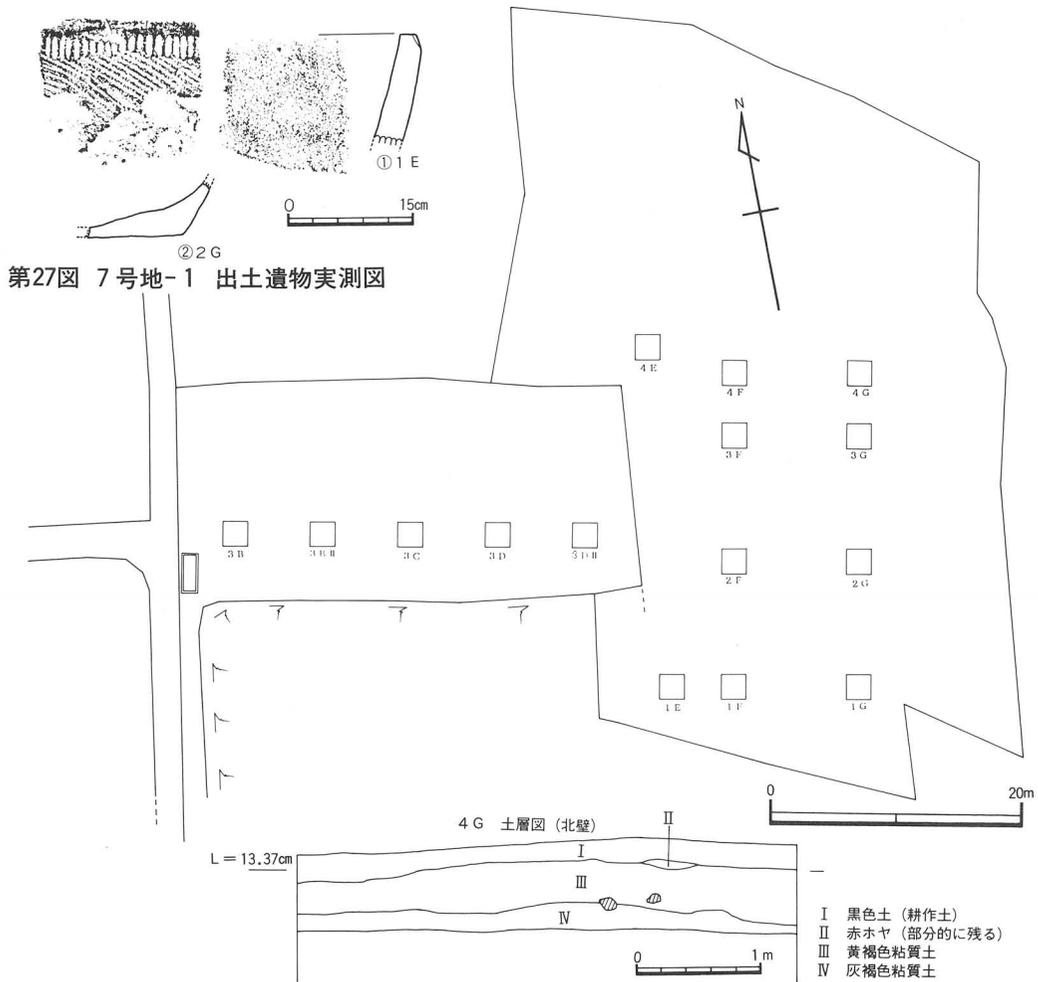 ①1E
0 15cm
②2G
第27図 7号地-1 出土遺物実測図
N
4E
4F
4G
3F
3G
3B
3BⅡ
3C
3D
3DⅡ
2F
2G
1E
1F
1G
0 20m
4G 土層図(北壁)
L=13.37cm
Ⅰ
Ⅱ
Ⅲ
Ⅳ
0 1m
Ⅰ 黒色土(耕作土)
Ⅱ 赤ホヤ(部分的に残る)
Ⅲ 黄褐色粘質土
Ⅳ 灰褐色粘質土